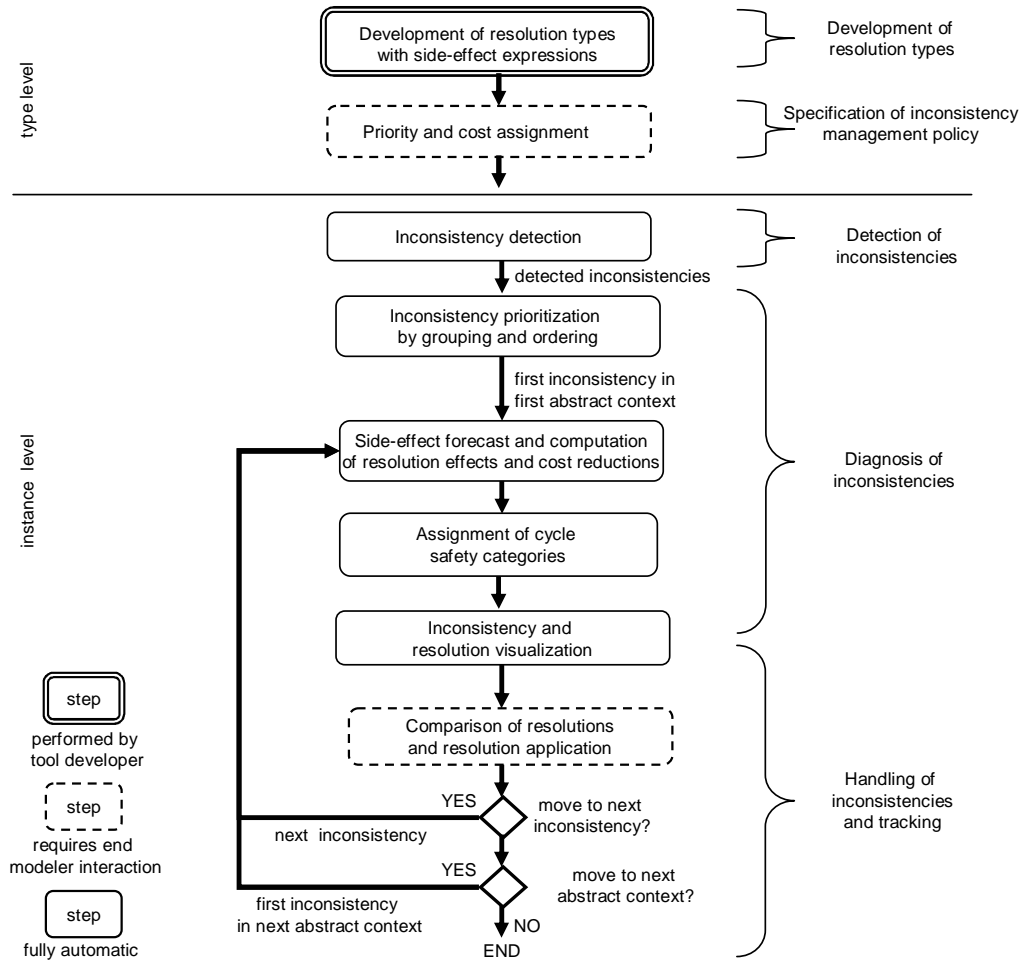 Development of resolution types
with side-effect expressions
Development of
resolution types
type level
Priority and cost assignment
Specification of inconsistency
management policy
Inconsistency detection
Detection of
inconsistencies
detected inconsistencies
Inconsistency prioritization
by grouping and ordering
first inconsistency in
first abstract context
Side-effect forecast and computation
of resolution effects and cost reductions
Diagnosis of
inconsistencies
instance level
Assignment of cycle
safety categories
Inconsistency and
resolution visualization
Comparison of resolutions
and resolution application
Handling of
inconsistencies
and tracking
YES
move to next
inconsistency?
next inconsistency
YES
move to next
abstract context?
first inconsistency
in next abstract context
NO
END
step
performed by
tool developer
step
requires end
modeler interaction
step
fully automatic